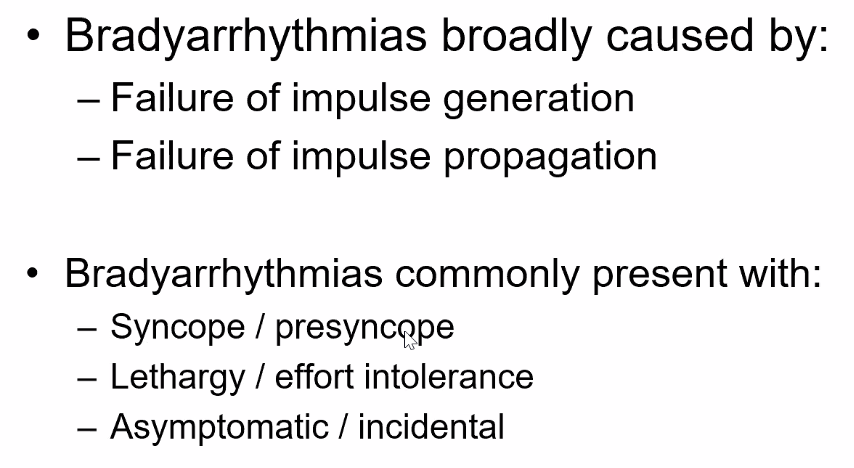 • Bradyarrhythmias broadly caused by:
– Failure of impulse generation
– Failure of impulse propagation
• Bradyarrhythmias commonly present with:
– Syncope / presyncope
– Lethargy / effort intolerance
– Asymptomatic / incidental